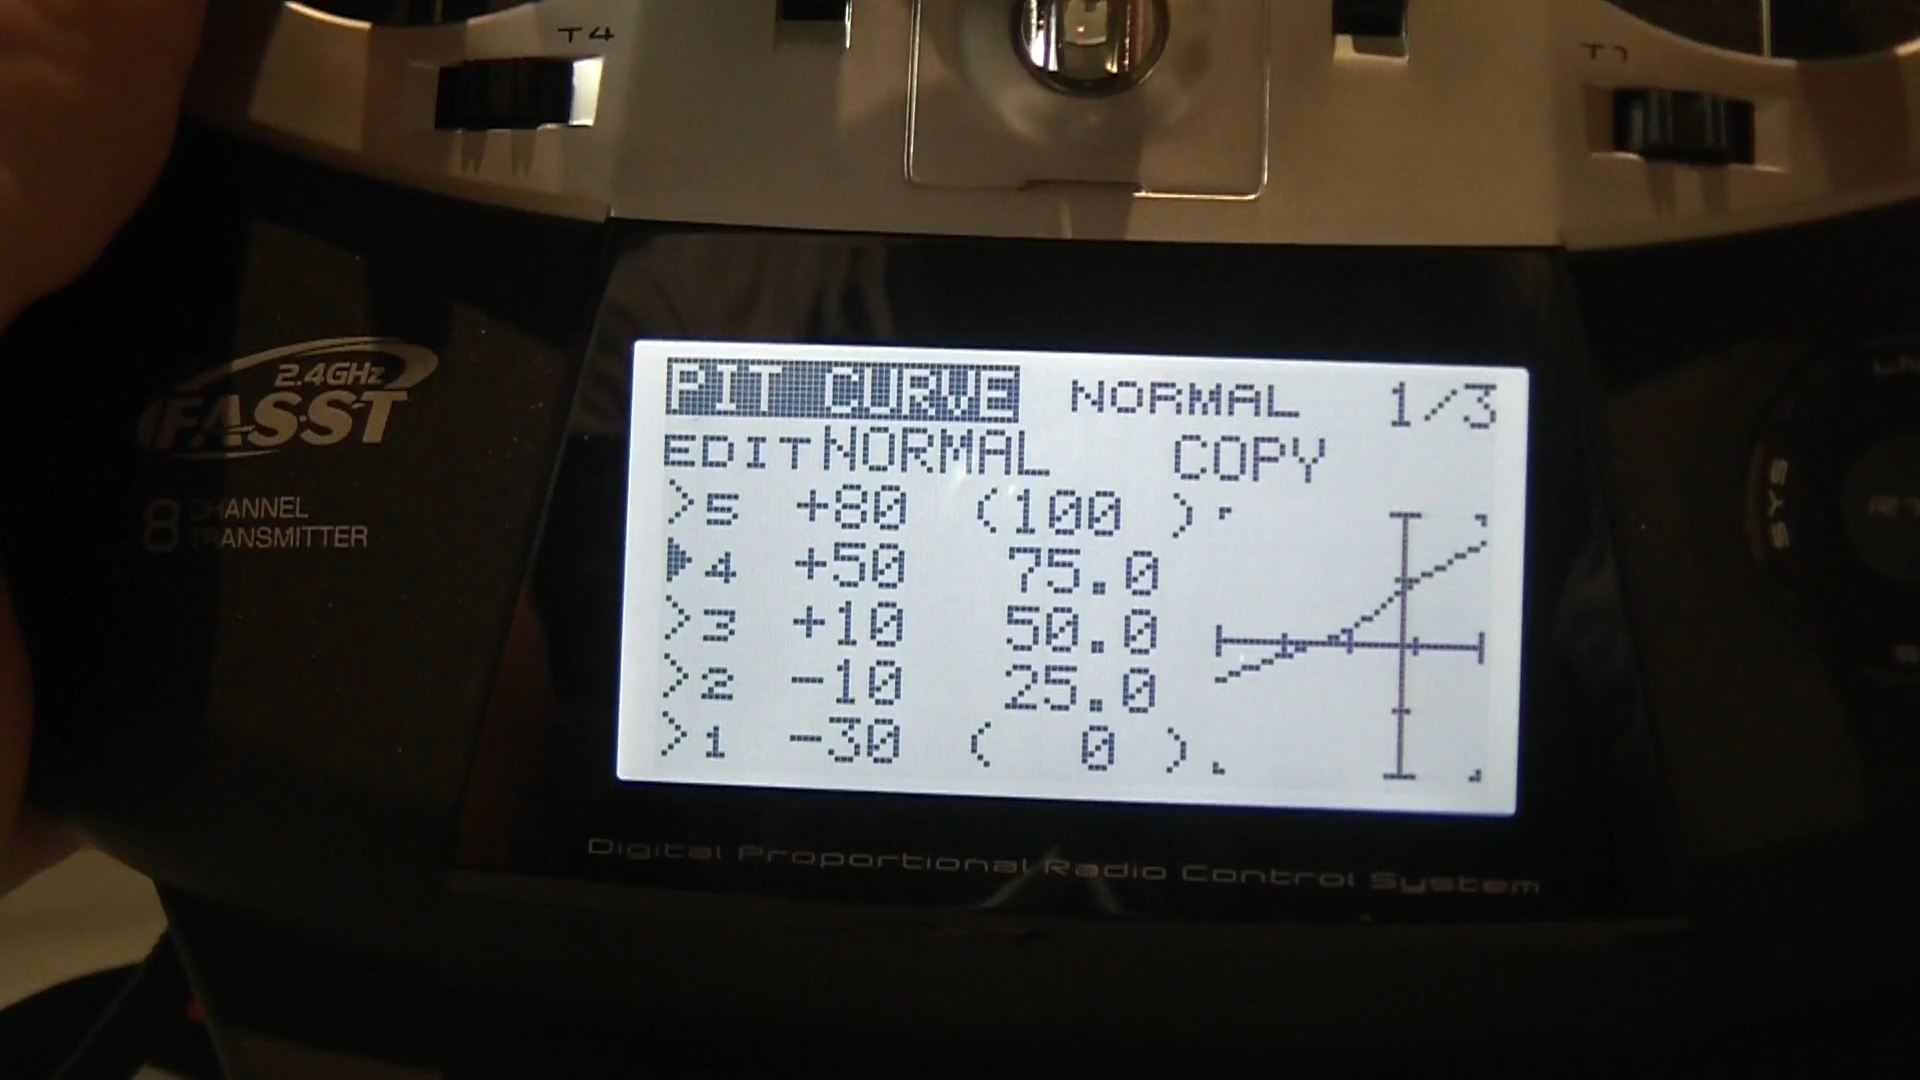 T4
T1
2.4GHz
FASST
8 CHANNEL
TRANSMITTER
PIT CURVE NORMAL 1/3
EDIT NORMAL COPY
>5 +80 (100 )
▶4 +50 75.0
>3 +10 50.0
>2 -10 25.0
>1 -30 ( 0 )
SYS
Digital Proportional Radio Control System